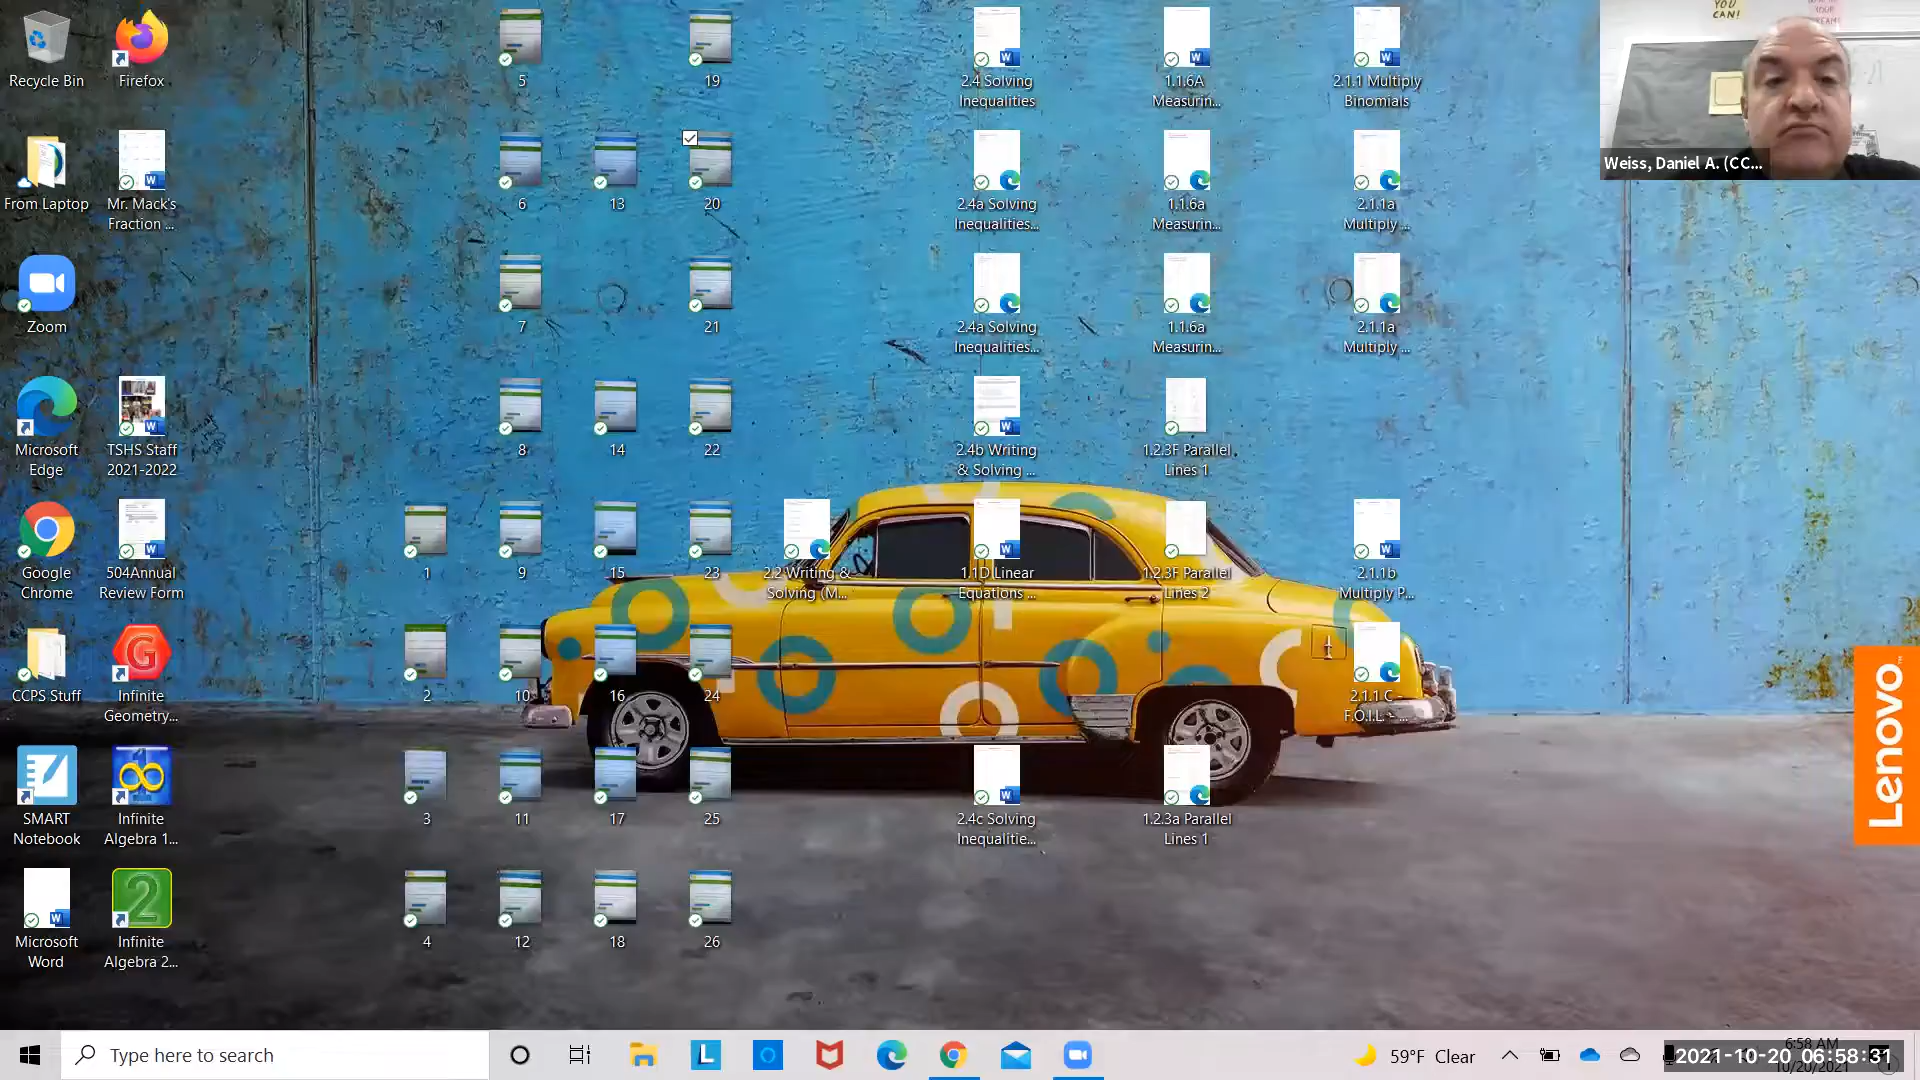 Recycle Bin
Firefox
5
19
2.4 Solving
Inequalities
1.1.6A
Measurin...
2.1.1 Multiply
Binomials
YOU
CAN!
Weiss, Daniel A. (CC...
From Laptop
Mr. Mack's
Fraction ...
6
13
20
2.4a Solving
Inequalities...
1.1.6a
Measurin...
2.1.1a
Multiply ...
Zoom
7
21
2.4a Solving
Inequalities...
1.1.6a
Measurin...
2.1.1a
Multiply ...
Microsoft
Edge
TSHS Staff
2021-2022
8
14
22
2.4b Writing
& Solving ...
1.2.3F Parallel
Lines 1
Google
Chrome
504Annual
Review Form
1
9
15
23
2.2 Writing &
Solving (M...
1.1D Linear
Equations ...
1.2.3F Parallel
Lines 2
2.1.1b
Multiply P...
CCPS Stuff
Infinite
Geometry...
2
10
16
24
2.1.1 C
F.O.I.L. - ...
Lenovo
SMART
Notebook
Infinite
Algebra 1...
3
11
17
25
2.4c Solving
Inequalitie...
1.2.3a Parallel
Lines 1
Microsoft
Word
Infinite
Algebra 2...
4
12
18
26
Type here to search
59°F Clear
6:58 AM
10/20/2021
2021-10-20 06:58:31